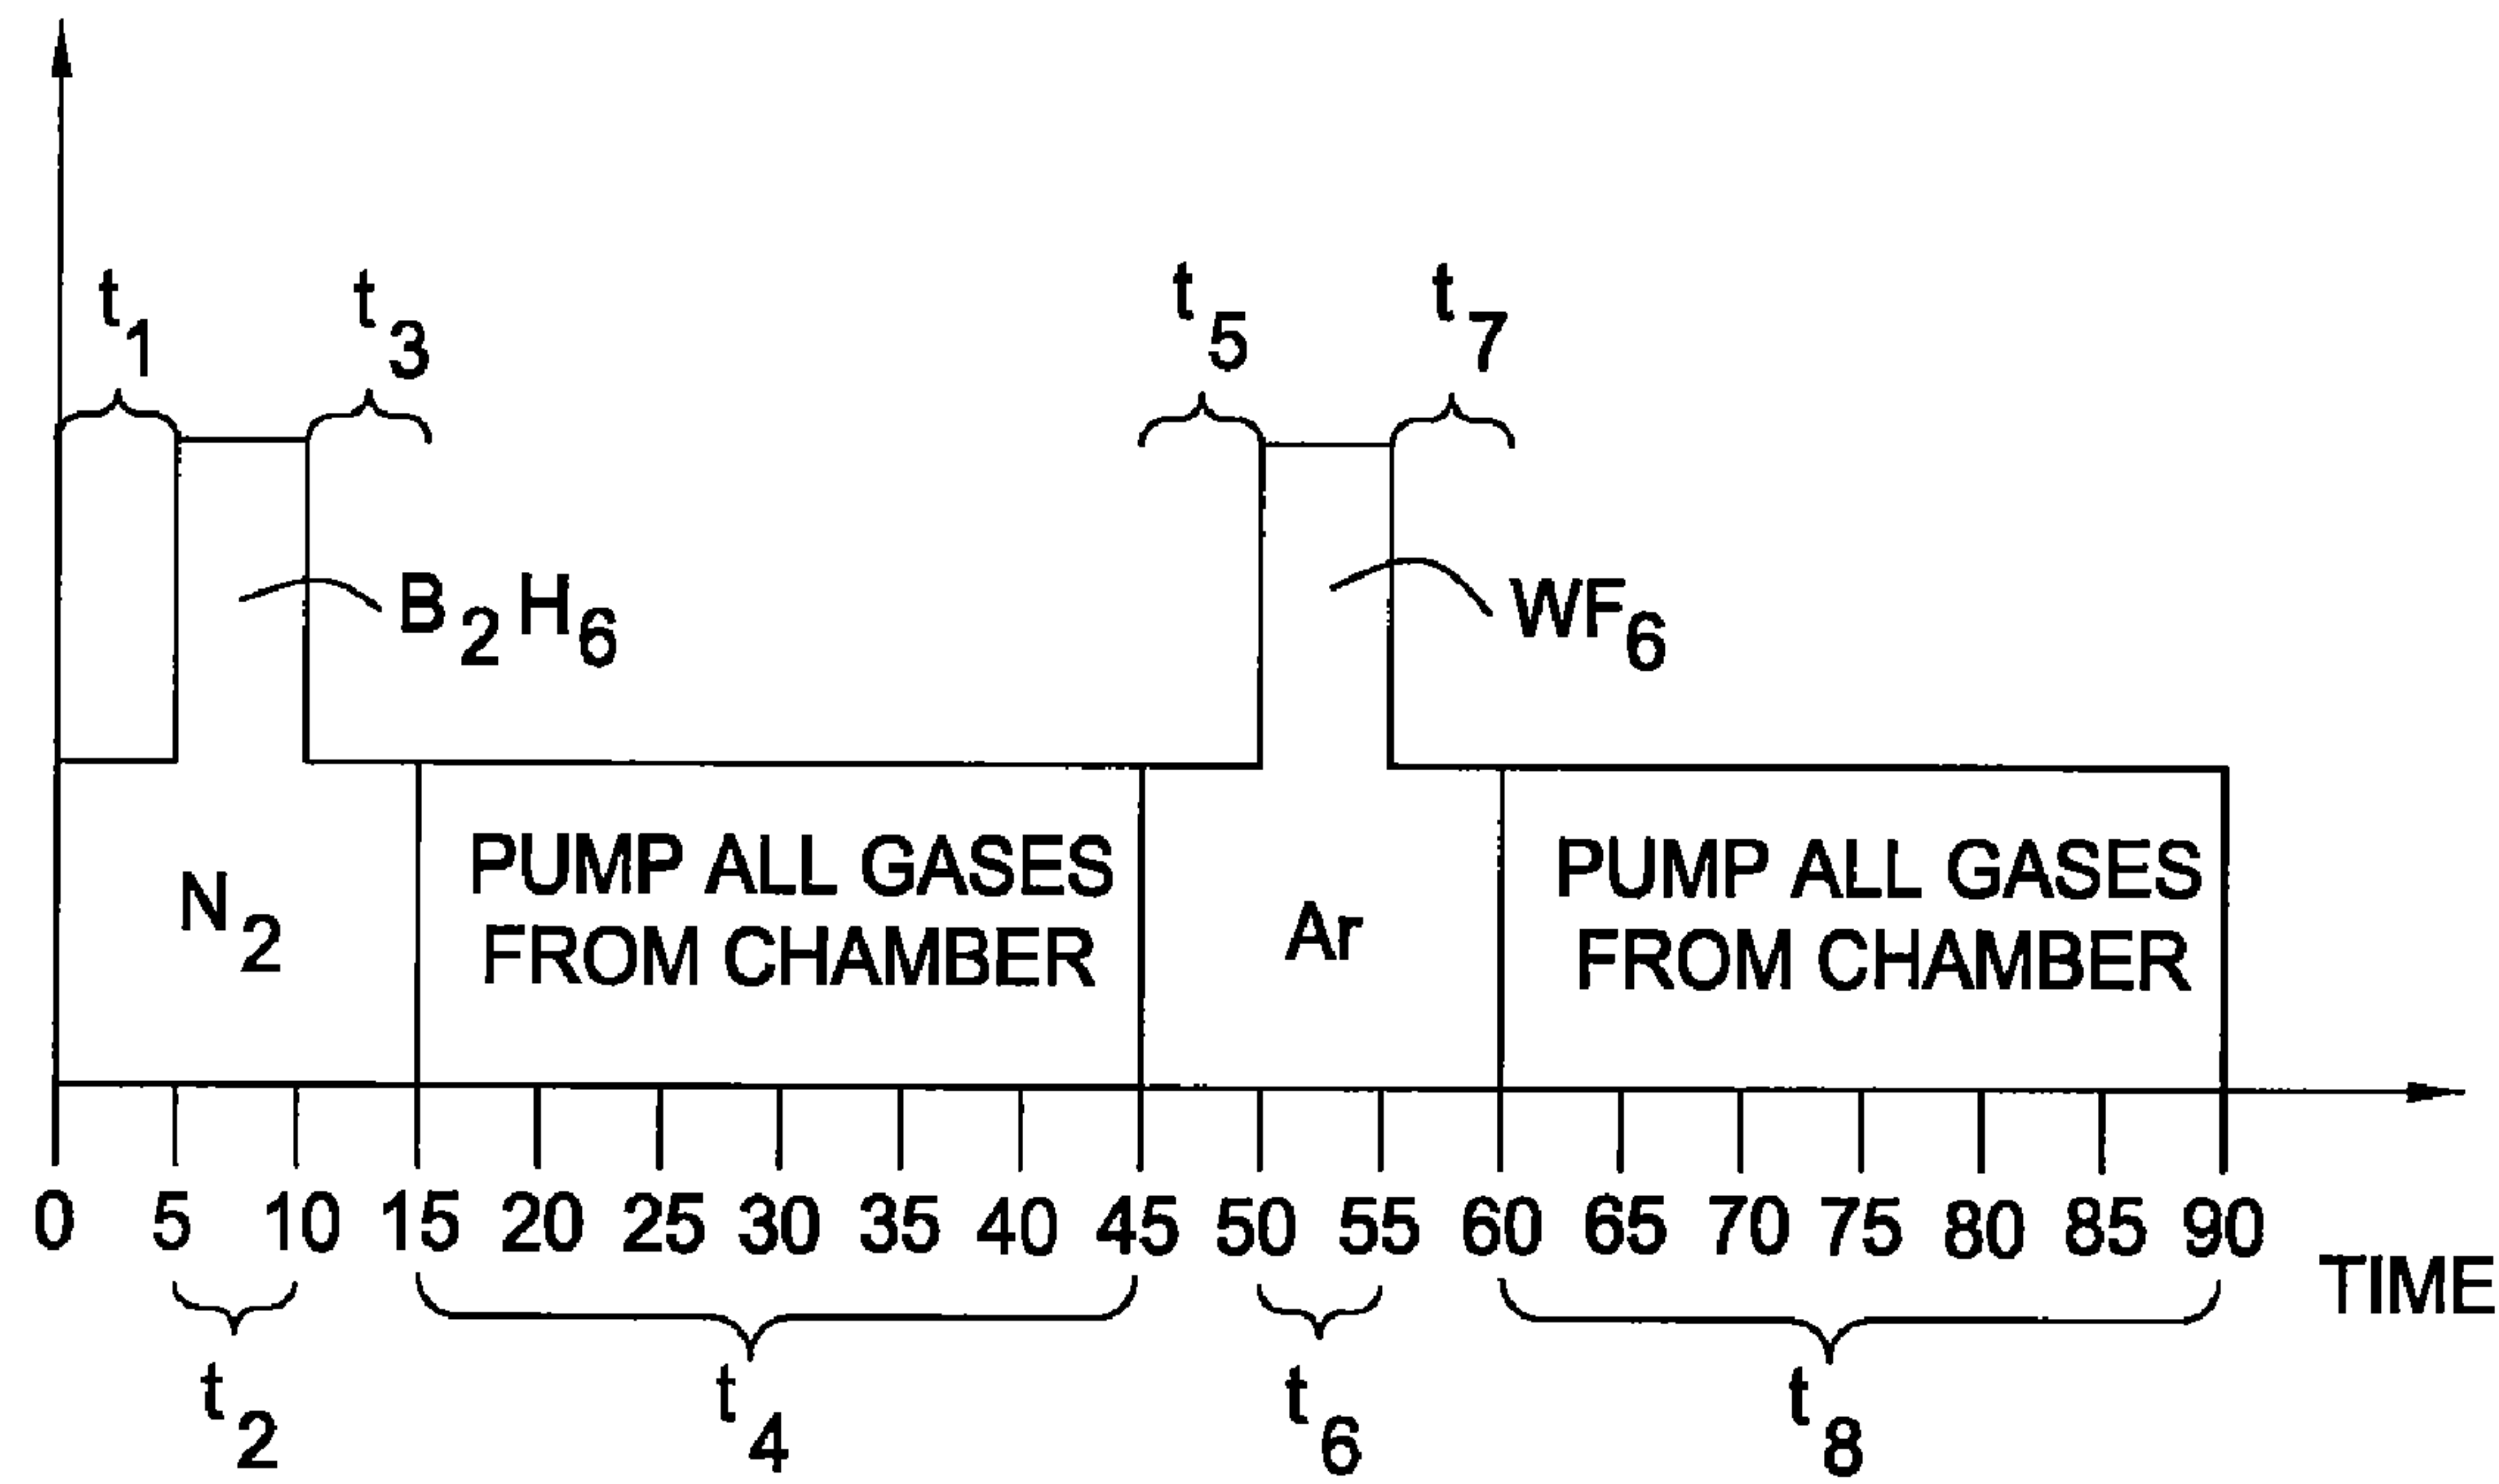 t1 t3 t5 t7
B2H6 WF6
N2
PUMP ALL GASES
FROM CHAMBER
Ar
PUMP ALL GASES
FROM CHAMBER
0 5 10 15 20 25 30 35 40 45 50 55 60 65 70 75 80 85 90
TIME
t2 t4 t6 t8